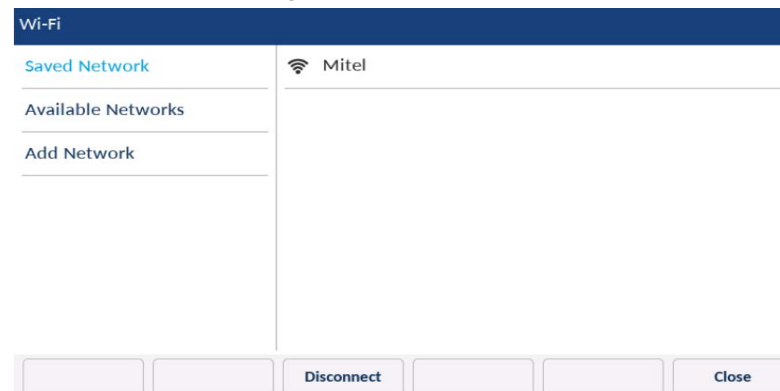 Wi-Fi
Saved Network
Mitel
Available Networks
Add Network
Disconnect
Close